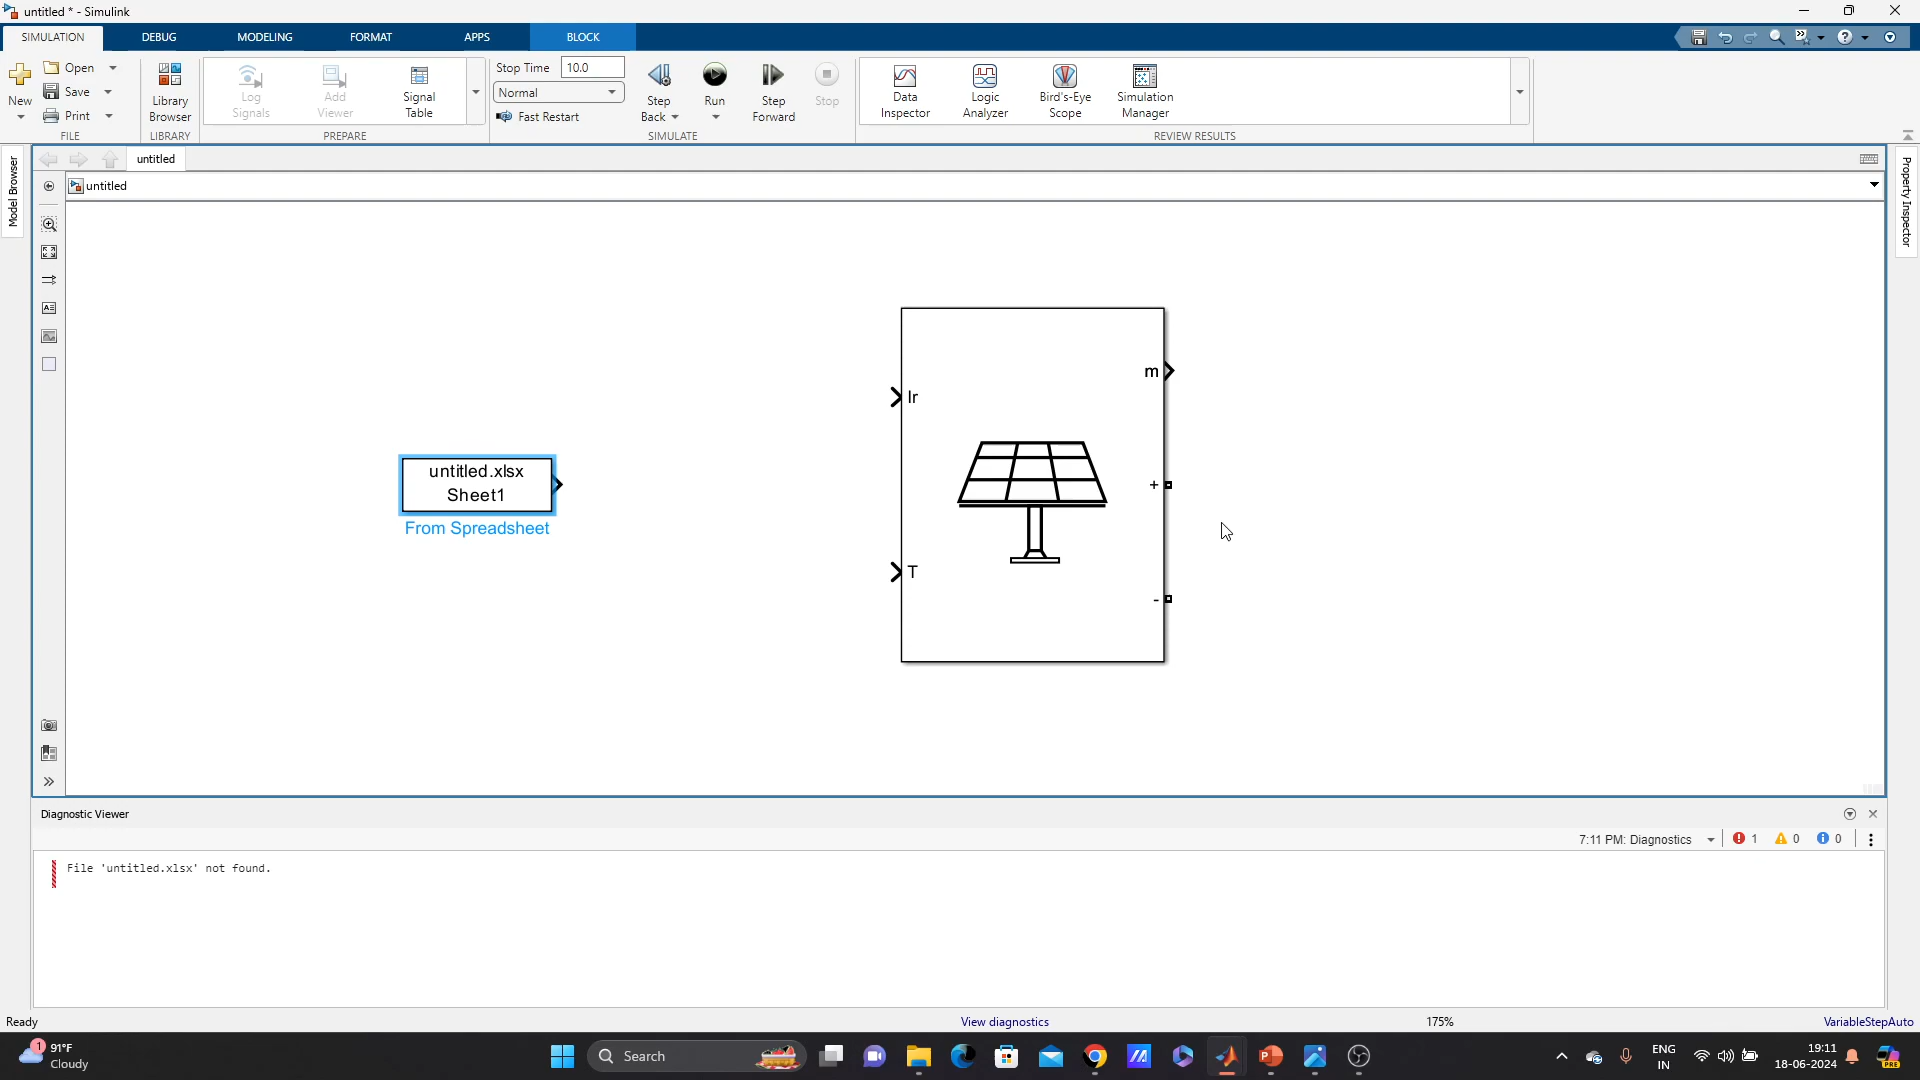 untitled * - Simulink
SIMULATION
DEBUG
MODELING
FORMAT
APPS
BLOCK
New
Open
Save
Print
FILE
Library
Browser
LIBRARY
Log
Signals
Add
Viewer
Signal
Table
PREPARE
Stop Time 10.0
Normal
Fast Restart
Step
Back
Run
Step
Forward
Stop
SIMULATE
Data
Inspector
Logic
Analyzer
Bird's-Eye
Scope
Simulation
Manager
REVIEW RESULTS
Model Browser
untitled
untitled
Property Inspector
untitled.xlsx
Sheet1
From Spreadsheet
Ir
T
m
+
-
Diagnostic Viewer
7:11 PM: Diagnostics
1
0
0
File 'untitled.xlsx' not found.
Ready
View diagnostics
175%
VariableStepAuto
1
91°F
Cloudy
Search
ENG
IN
19:11
18-06-2024
PRE